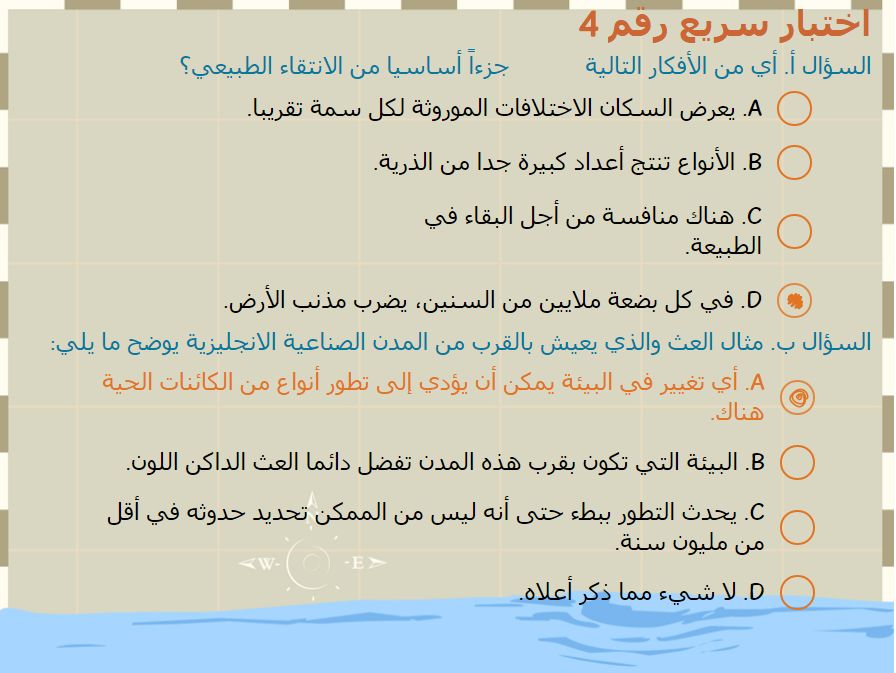 اختبار سريع رقم 4
السؤال أ. أي من الأفكار التالية جزءاً أساسيا من الانتقاء الطبيعي؟
A. يعرض السكان الاختلافات الموروثة لكل سمة تقريبا.
B. الأنواع تنتج أعداد كبيرة جدا من الذرية.
C. هناك منافسة من أجل البقاء في
الطبيعة.
D. في كل بضعة ملايين من السنين، يضرب مذنب الأرض.
السؤال ب. مثال العث والذي يعيش بالقرب من المدن الصناعية الانجليزية يوضح ما يلي:
A. أي تغيير في البيئة يمكن أن يؤدي إلى تطور أنواع من الكائنات الحية
هناك.
B. البيئة التي تكون بقرب هذه المدن تفضل دائما العث الداكن اللون.
C. يحدث التطور ببطء حتى أنه ليس من الممكن تحديد حدوثه في أقل
من مليون سنة.
W E
D. لا شيء مما ذكر أعلاه.